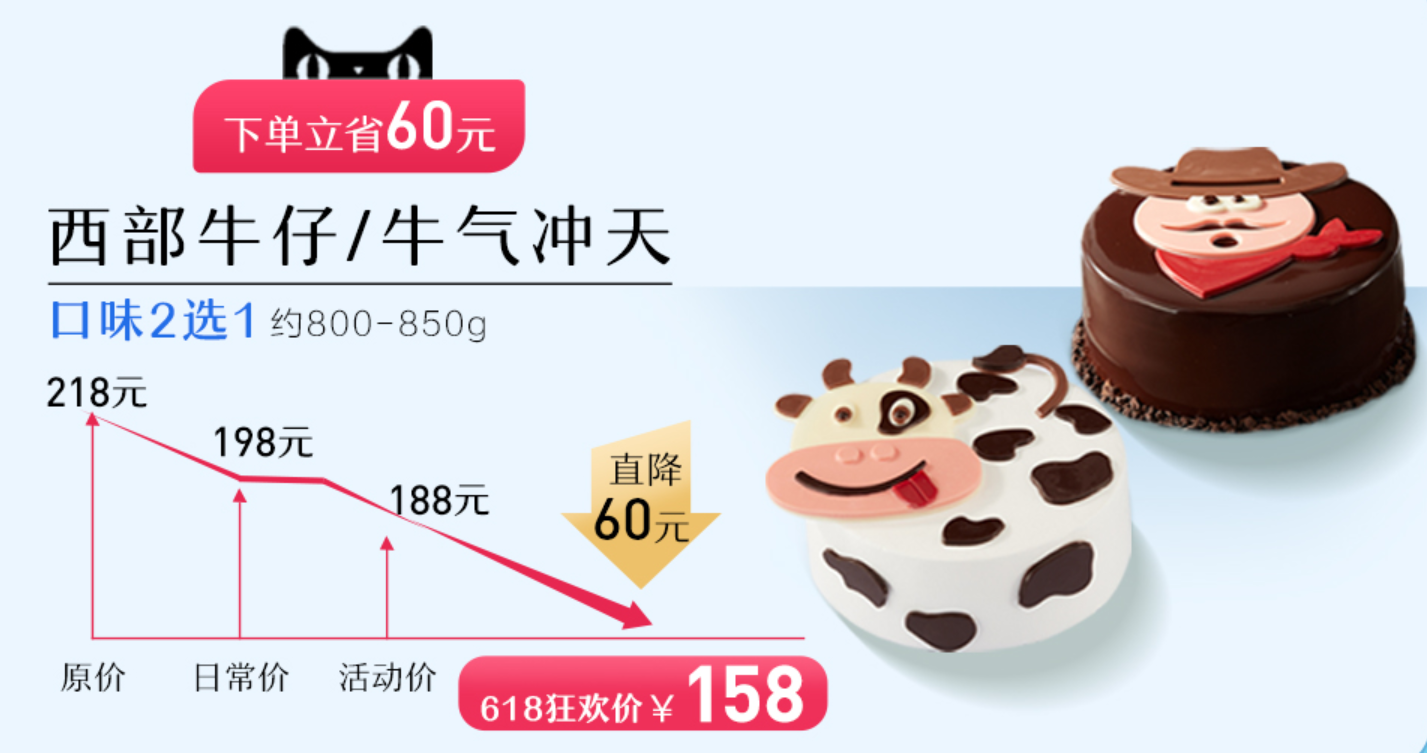 下单立省60元
西部牛仔/牛气冲天
口味2选1 约800-850g
218元
198元
188元
直降
60元
原价 日常价 活动价
618狂欢价￥158